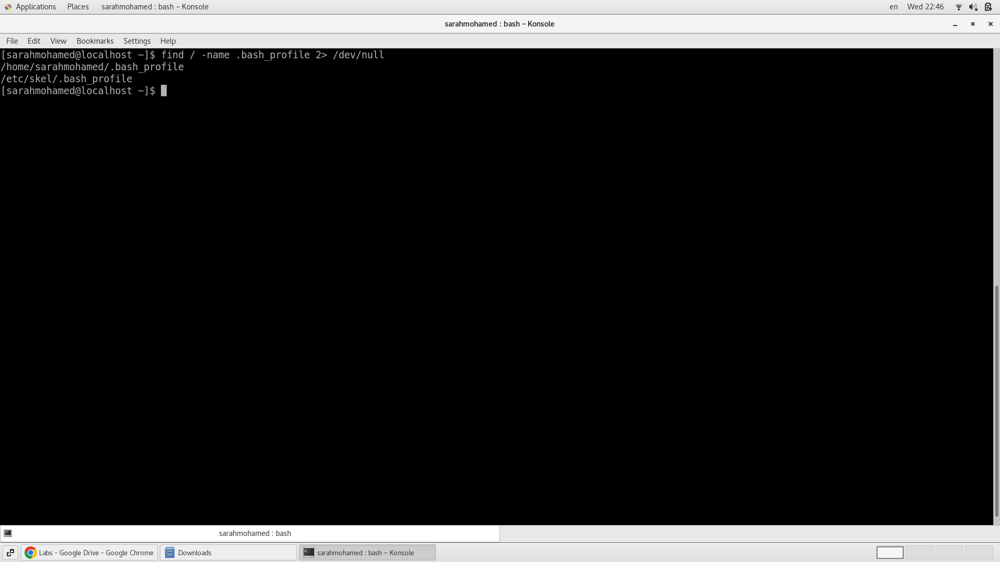 Applications Places sarahmohamed : bash – Konsole en Wed 22:46
sarahmohamed : bash – Konsole
File Edit View Bookmarks Settings Help
[sarahmohamed@localhost ~]$ find / -name .bash_profile 2> /dev/null
/home/sarahmohamed/.bash_profile
/etc/skel/.bash_profile
[sarahmohamed@localhost ~]$
sarahmohamed : bash
Labs - Google Drive - Google Chrome Downloads sarahmohamed : bash – Konsole